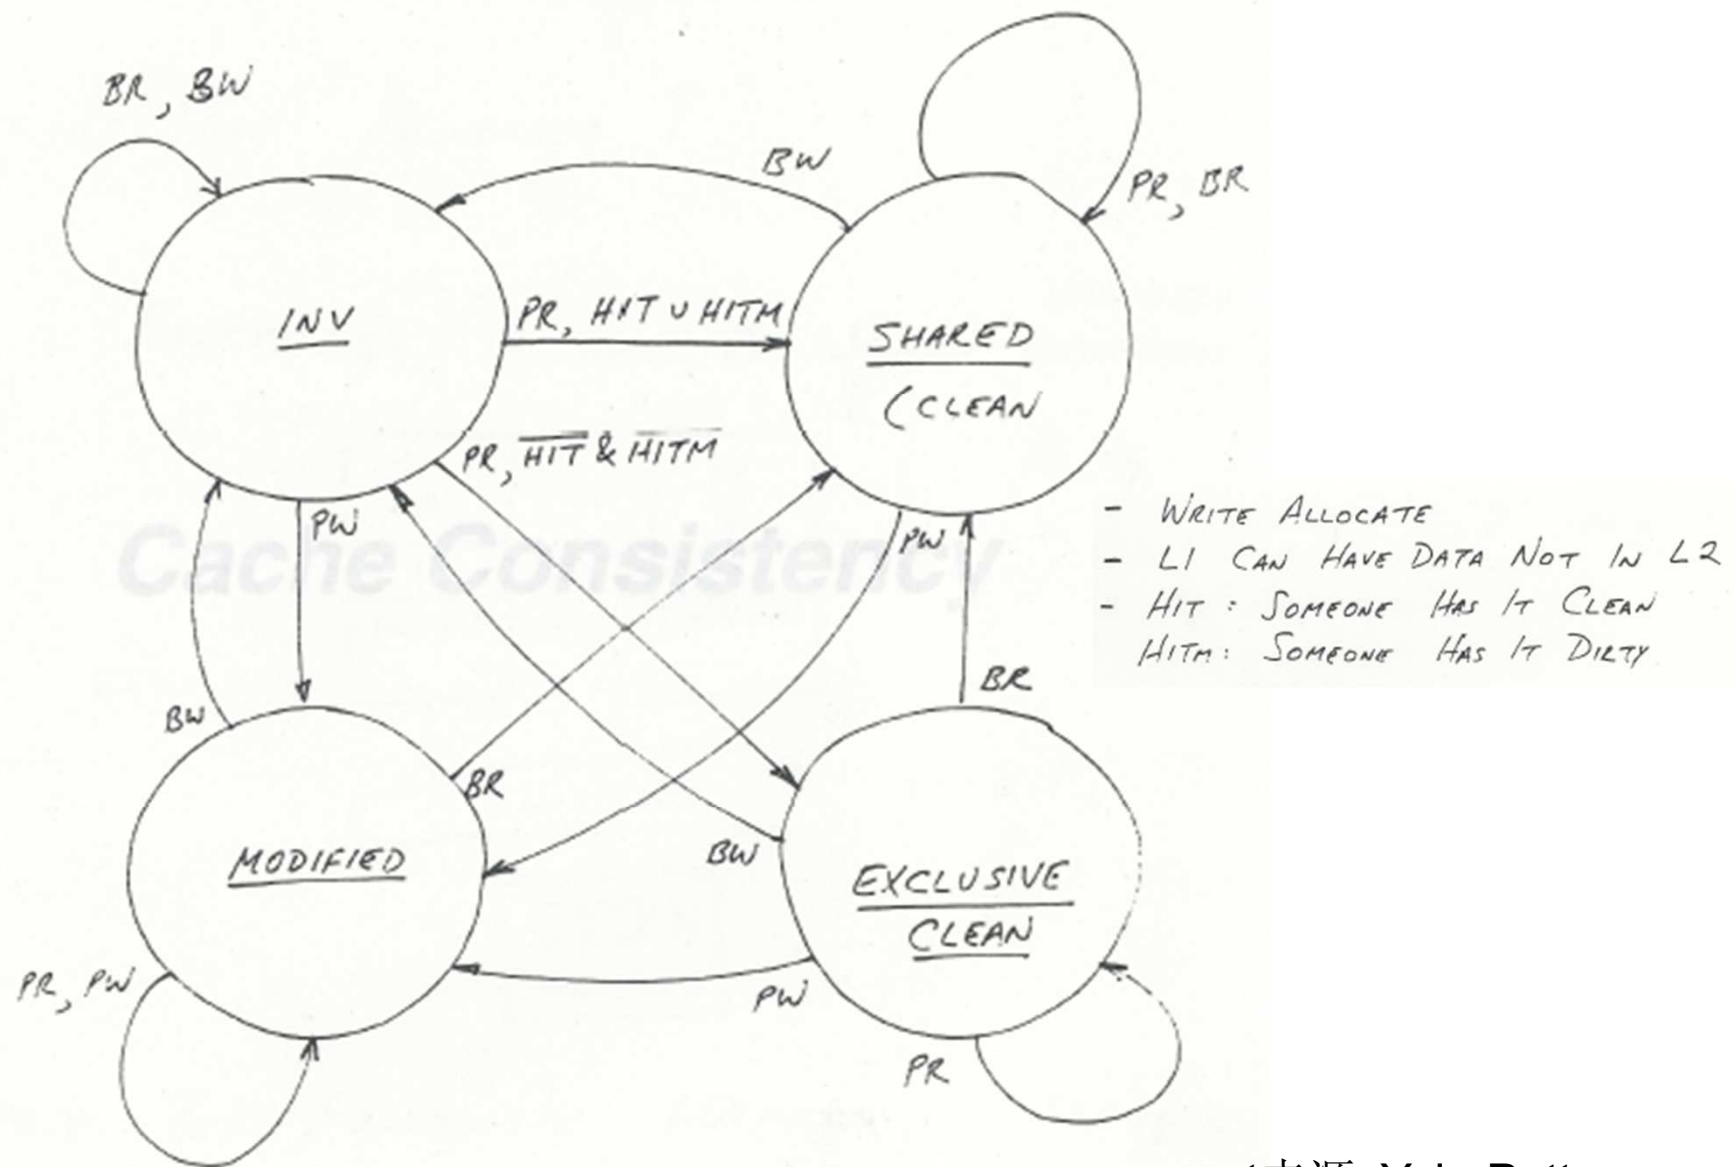 BR, BW
BW
PR, BR
INV
PR, HIT ∪ HITM
SHARED
(CLEAN
PR, H̅I̅T̅ & H̅I̅T̅M̅
PW
PW
Cache Consistency
- WRITE ALLOCATE
- L1 CAN HAVE DATA NOT IN L2
- HIT : SOMEONE HAS IT CLEAN
HITM: SOMEONE HAS IT DIRTY
BR
BW
BR
BW
MODIFIED
EXCLUSIVE
CLEAN
PR, PW
PW
PR
来源